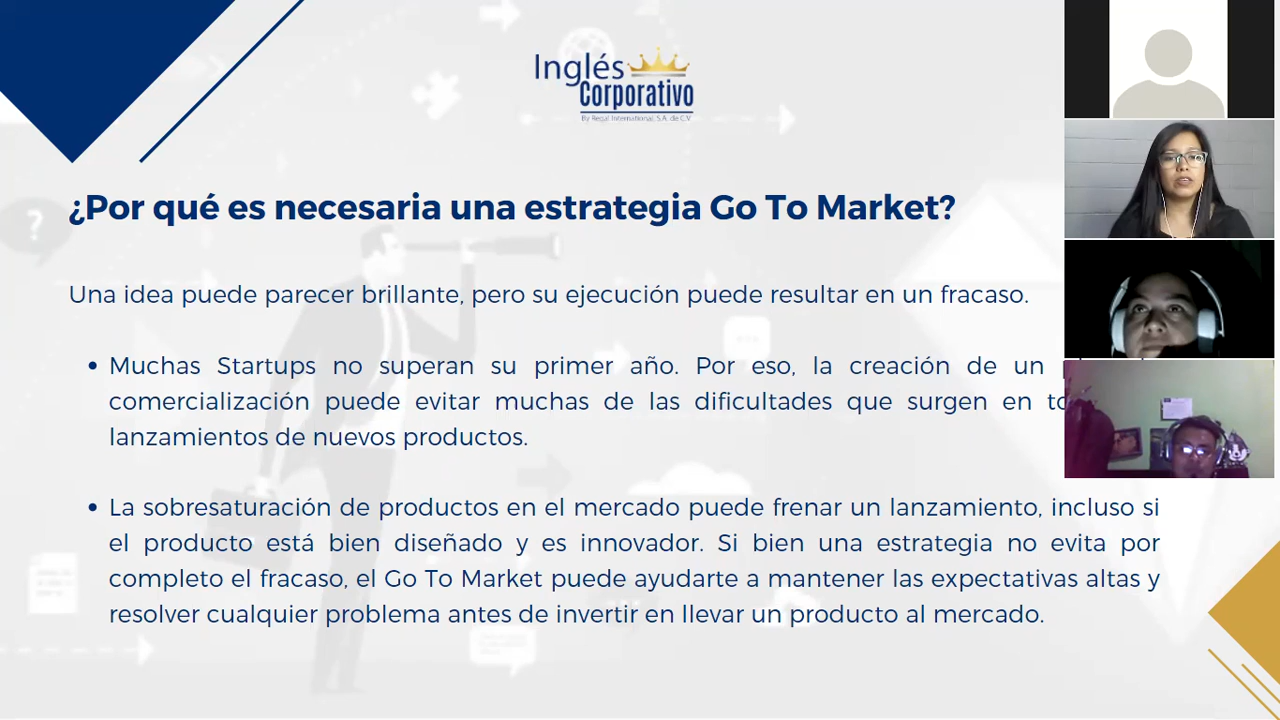 Inglés
Corporativo
By Regal International, S.A. de C.V
¿Por qué es necesaria una estrategia Go To Market?
Una idea puede parecer brillante, pero su ejecución puede resultar en un fracaso.
• Muchas Startups no superan su primer año. Por eso, la creación de un
comercialización puede evitar muchas de las dificultades que surgen en
lanzamientos de nuevos productos.
• La sobresaturación de productos en el mercado puede frenar un lanzamiento, incluso si
el producto está bien diseñado y es innovador. Si bien una estrategia no evita por
completo el fracaso, el Go To Market puede ayudarte a mantener las expectativas altas y
resolver cualquier problema antes de invertir en llevar un producto al mercado.
?